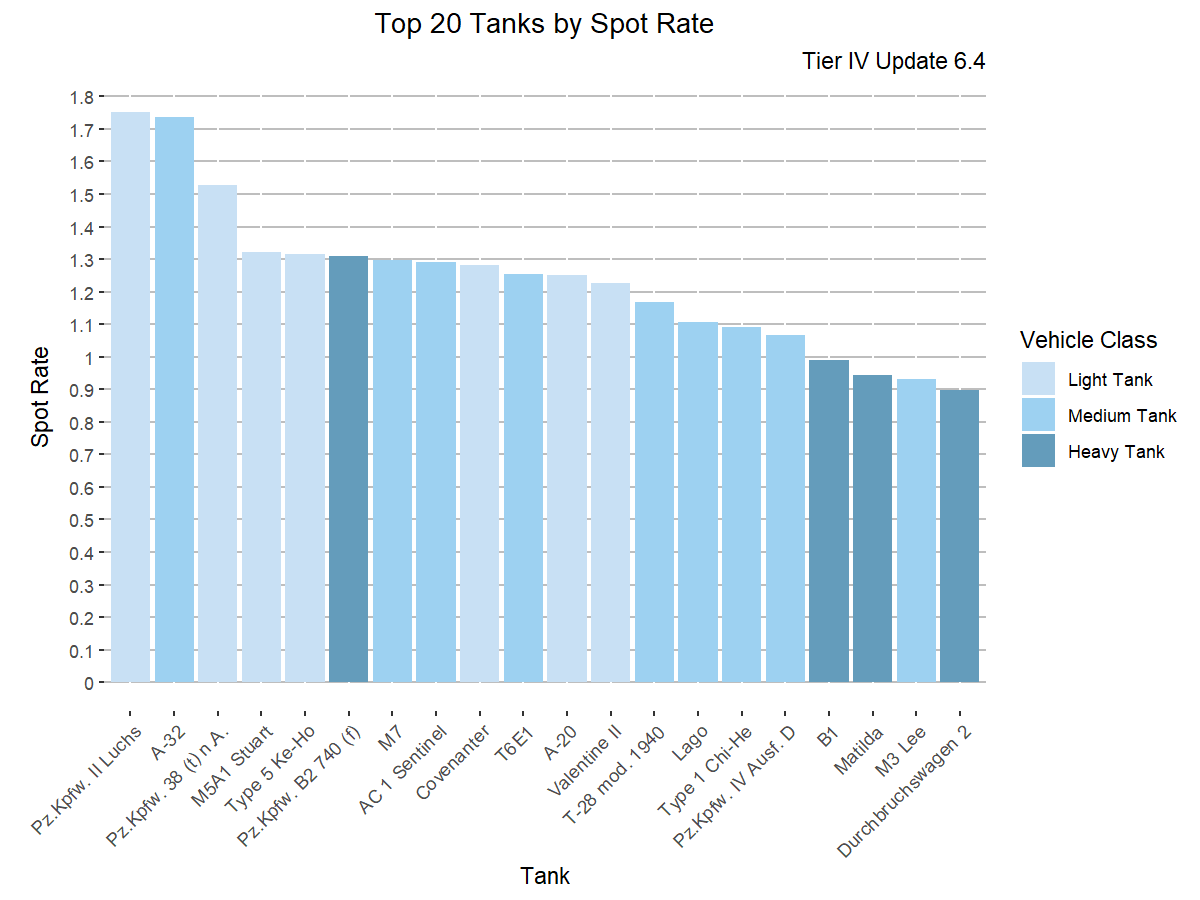 Top 20 Tanks by Spot Rate
Tier IV Update 6.4
1.8
1.7
1.6
1.5
1.4
1.3
1.2
1.1
1
0.9
0.8
0.7
0.6
0.5
0.4
0.3
0.2
0.1
0
Spot Rate
Pz.Kpfw. II Luchs
A-32
Pz.Kpfw. 38 (t) n.A.
M5A1 Stuart
Type 5 Ke-Ho
Pz.Kpfw. B2 740 (f)
M7
AC 1 Sentinel
Covenanter
T6E1
A-20
Valentine II
T-28 mod. 1940
Lago
Type 1 Chi-He
Pz.Kpfw. IV Ausf. D
B1
Matilda
M3 Lee
Durchbruchswagen 2
Tank
Vehicle Class
Light Tank
Medium Tank
Heavy Tank